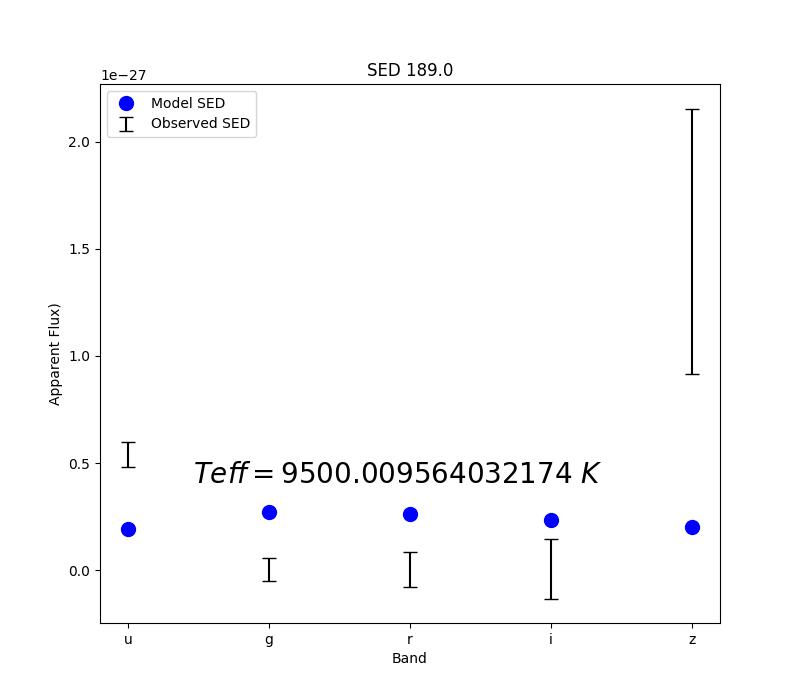 SED 189.0
1e−27
Model SED
Observed SED
2.0
1.5
1.0
0.5
0.0
Apparent Flux)
Teff = 9500.009564032174 K
u g r i z
Band